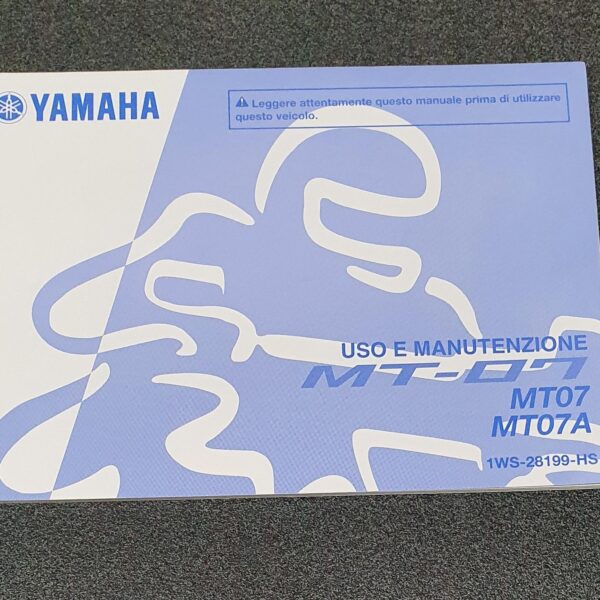 YAMAHA
Leggere attentamente questo manuale prima di utilizzare
questo veicolo.
USO E MANUTENZIONE
MT-07
MT07
MT07A
1WS-28199-HS